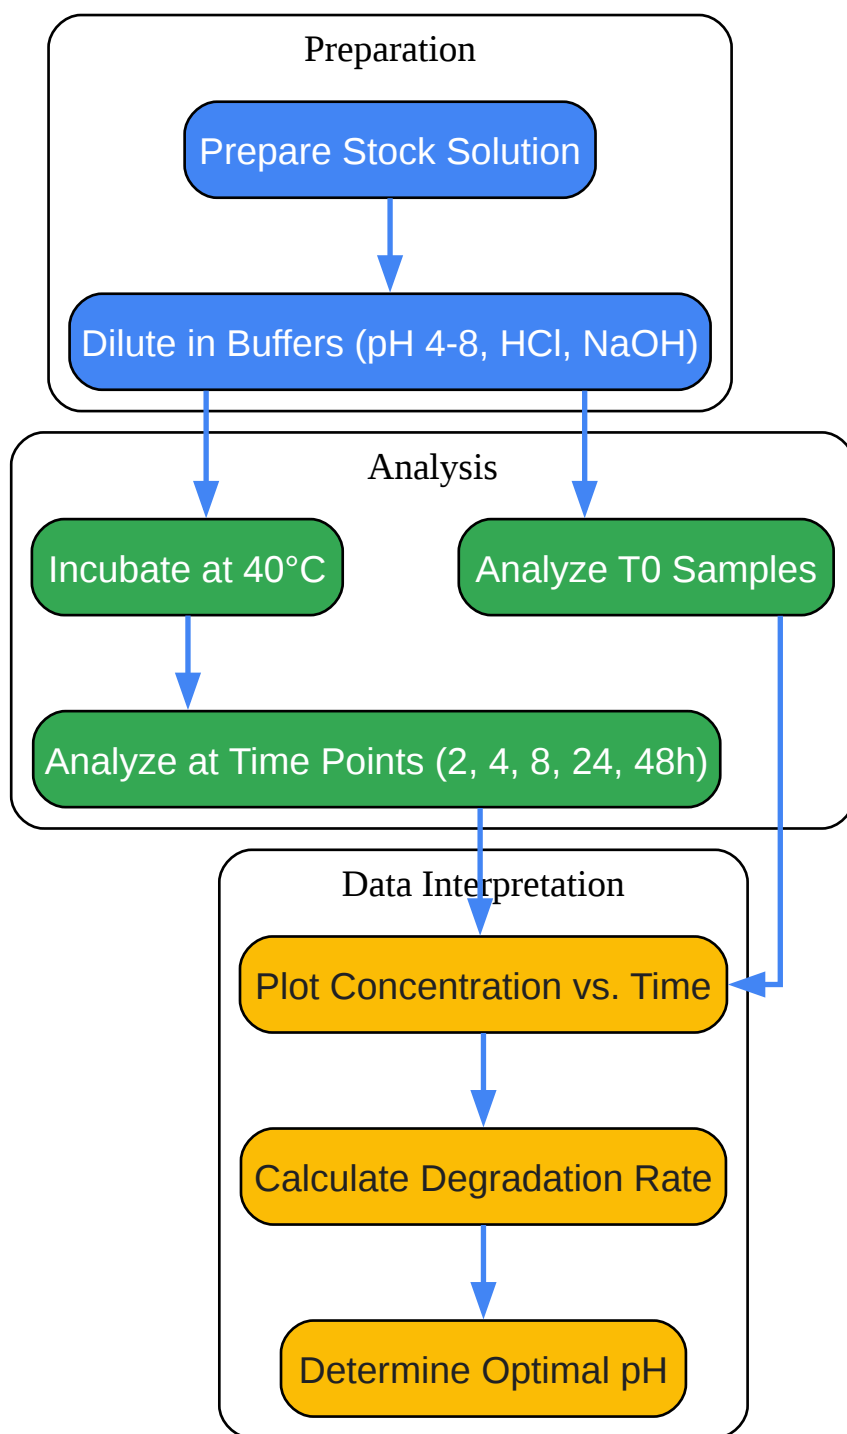 Preparation
Prepare Stock Solution
Dilute in Buffers (pH 4-8, HCl, NaOH)
Analysis
Incubate at 40°C
Analyze T0 Samples
Analyze at Time Points (2, 4, 8, 24, 48h)
Data Interpretation
Plot Concentration vs. Time
Calculate Degradation Rate
Determine Optimal pH